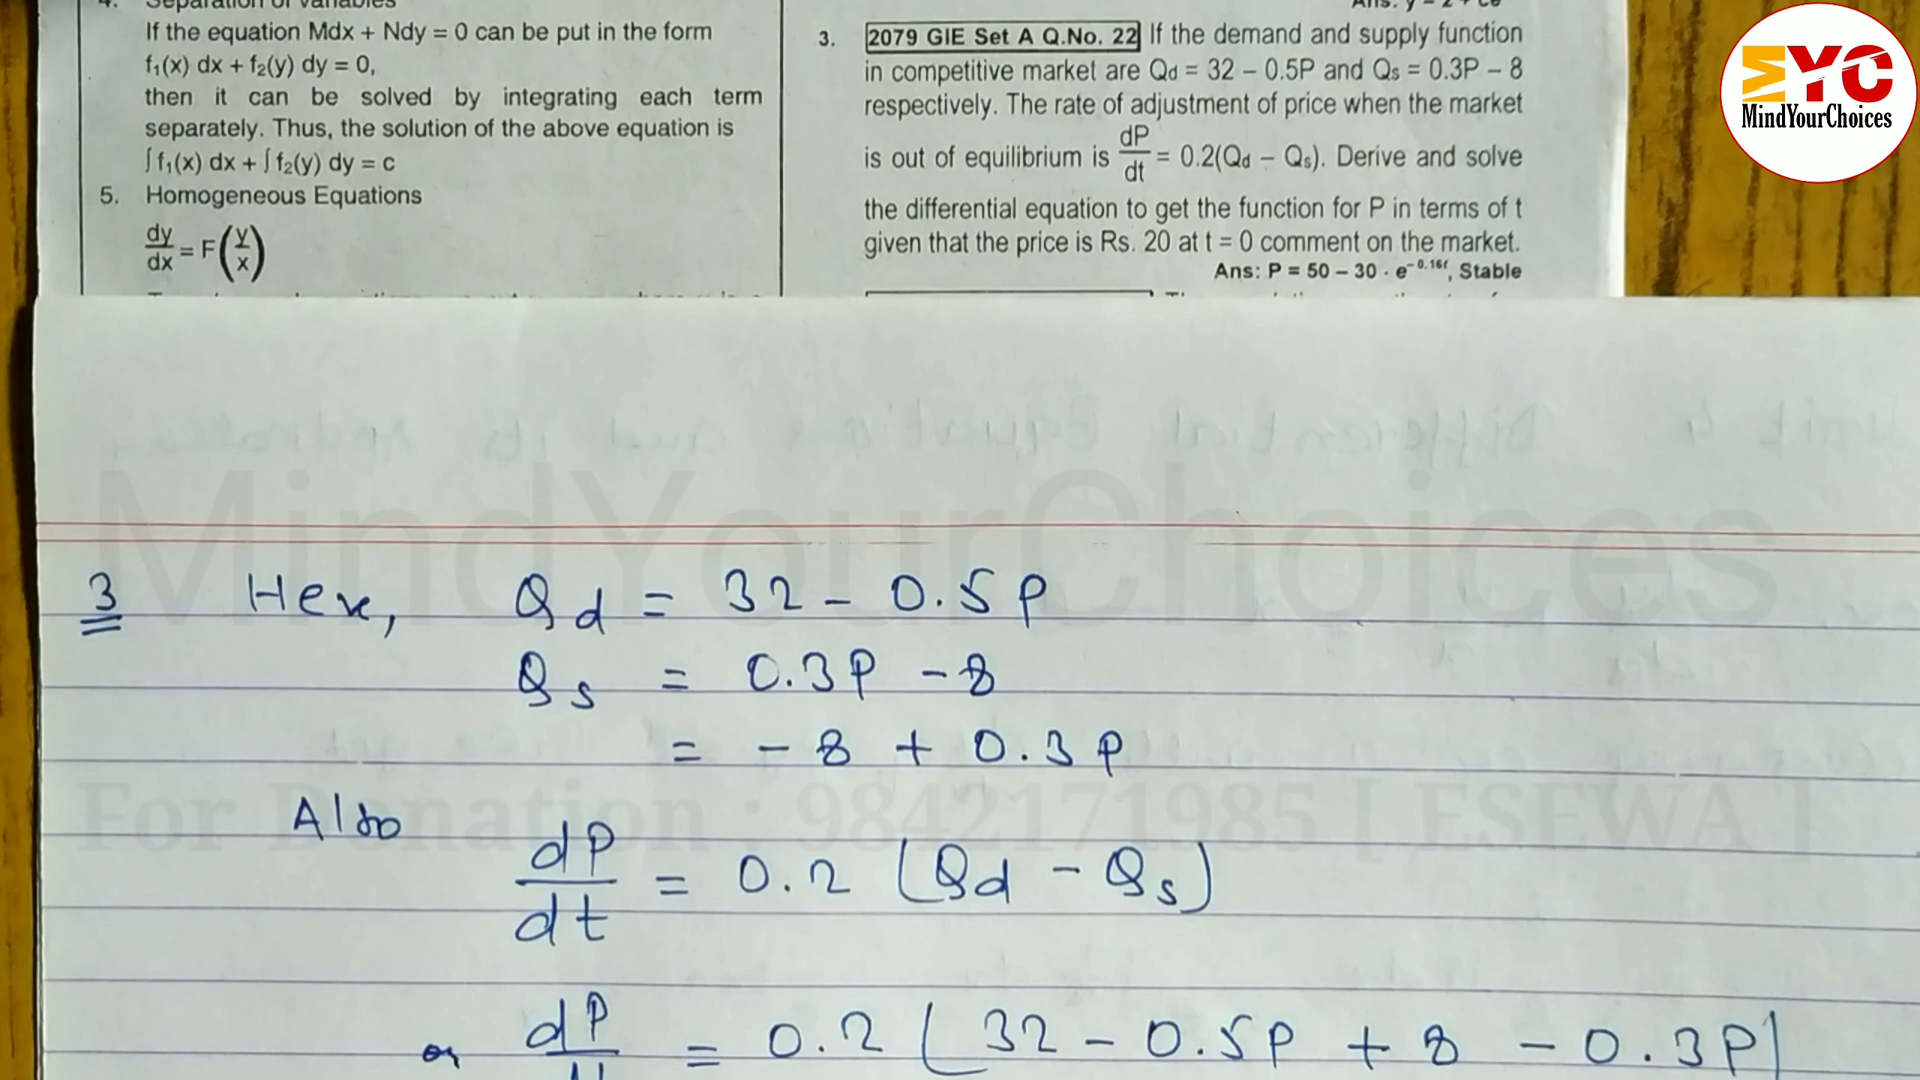 4. Separation of variables
If the equation Mdx + Ndy = 0 can be put in the form
f₁(x) dx + f₂(y) dy = 0,
then it can be solved by integrating each term
separately. Thus, the solution of the above equation is
∫ f₁(x) dx + ∫ f₂(y) dy = c
5. Homogeneous Equations
dy/dx = F(y/x)
3. 2079 GIE Set A Q.No. 22 If the demand and supply function
in competitive market are Qd = 32 – 0.5P and Qs = 0.3P – 8
respectively. The rate of adjustment of price when the market
is out of equilibrium is dP/dt = 0.2(Qd – Qs). Derive and solve
the differential equation to get the function for P in terms of t
given that the price is Rs. 20 at t = 0 comment on the market.
Ans: P = 50 – 30 · e^–0.16t, Stable
MYC
MindYourChoices
MindYourChoices
3 Here, Qd = 32 - 0.5P
Qs = 0.3P - 8
= - 8 + 0.3P
For Donation : 9842171985 [ ESEWA ]
Also
dP/dt = 0.2 (Qd - Qs)
or dP/dt = 0.2 (32 - 0.5P + 8 - 0.3P)